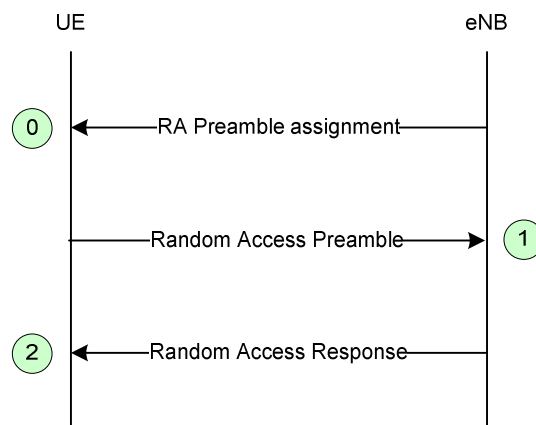 UE
eNB
0
RA Preamble assignment
Random Access Preamble
1
2
Random Access Response